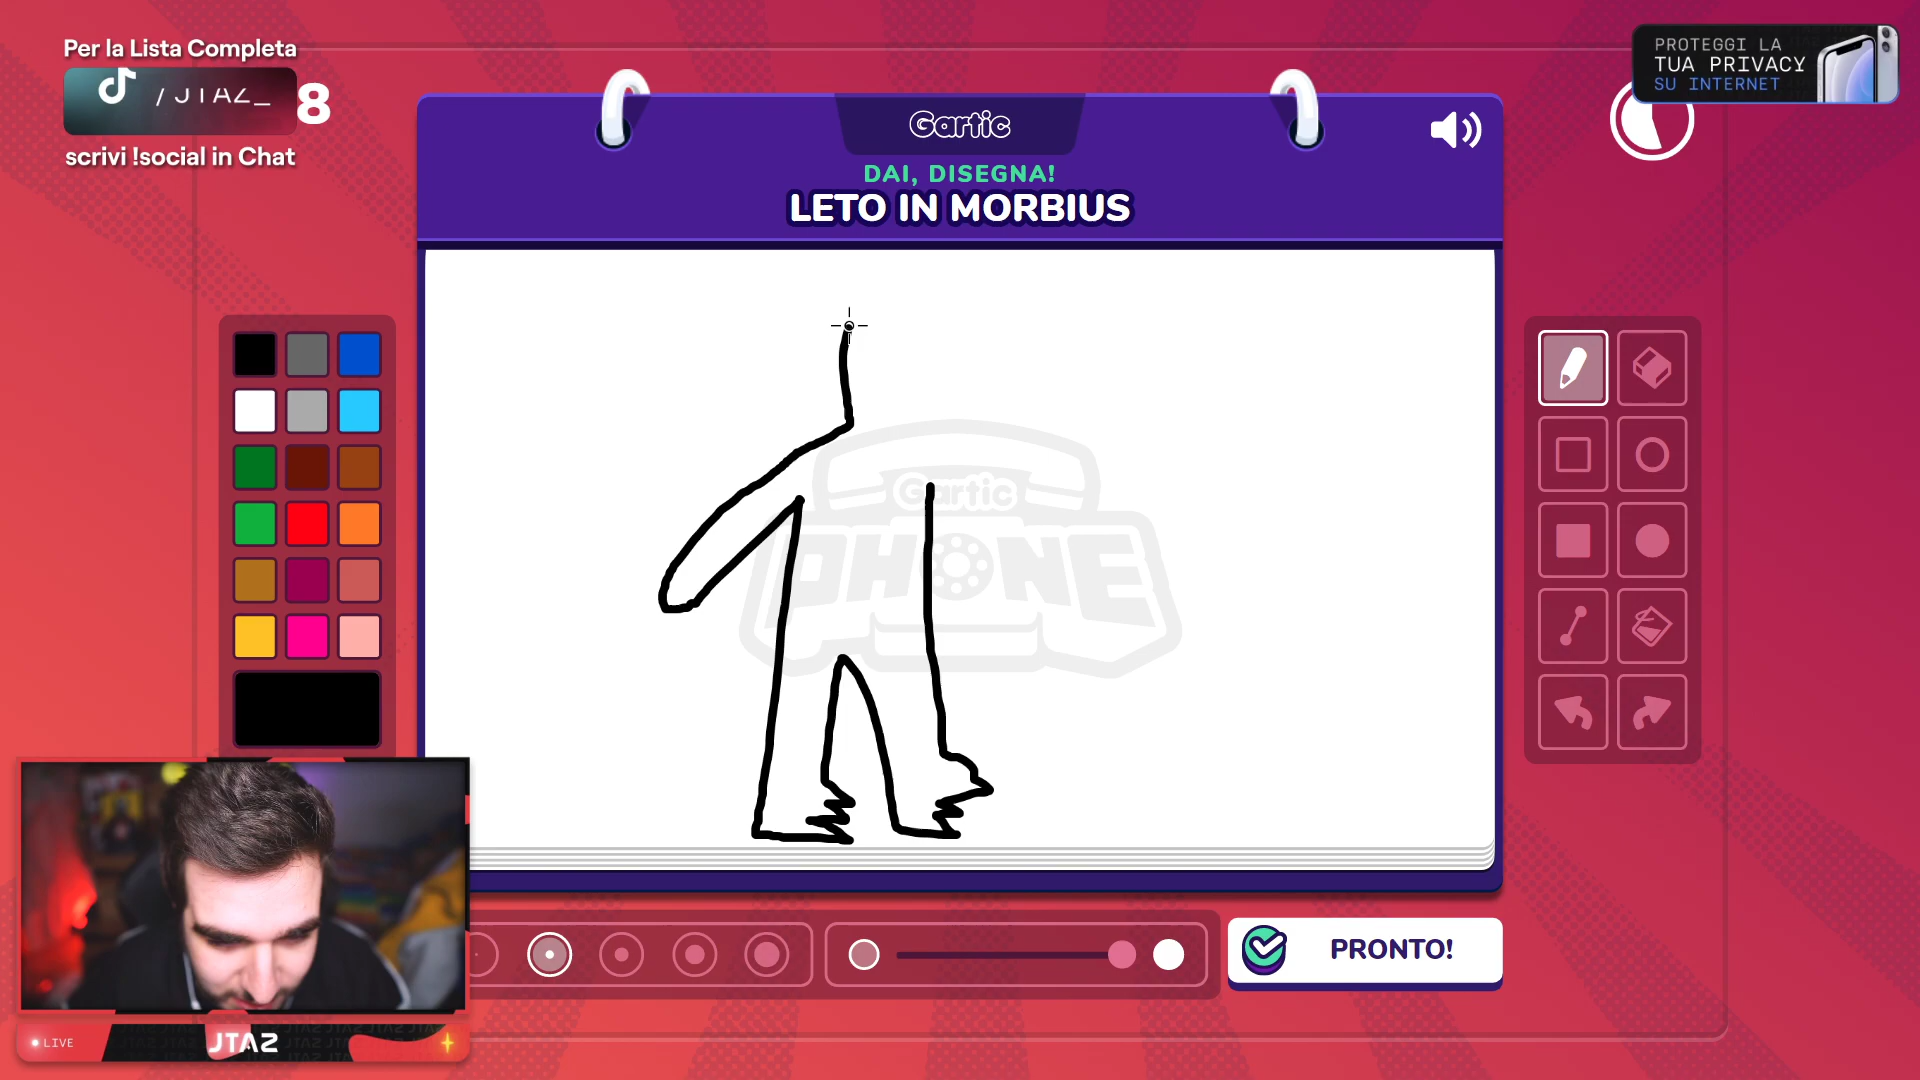 Per la Lista Completa
/ JTAZ_
8
scrivi !social in Chat
PROTEGGI LA
TUA PRIVACY
SU INTERNET
Gartic
DAI, DISEGNA!
LETO IN MORBIUS
Gartic
PHONE
PRONTO!
LIVE
JTAZ